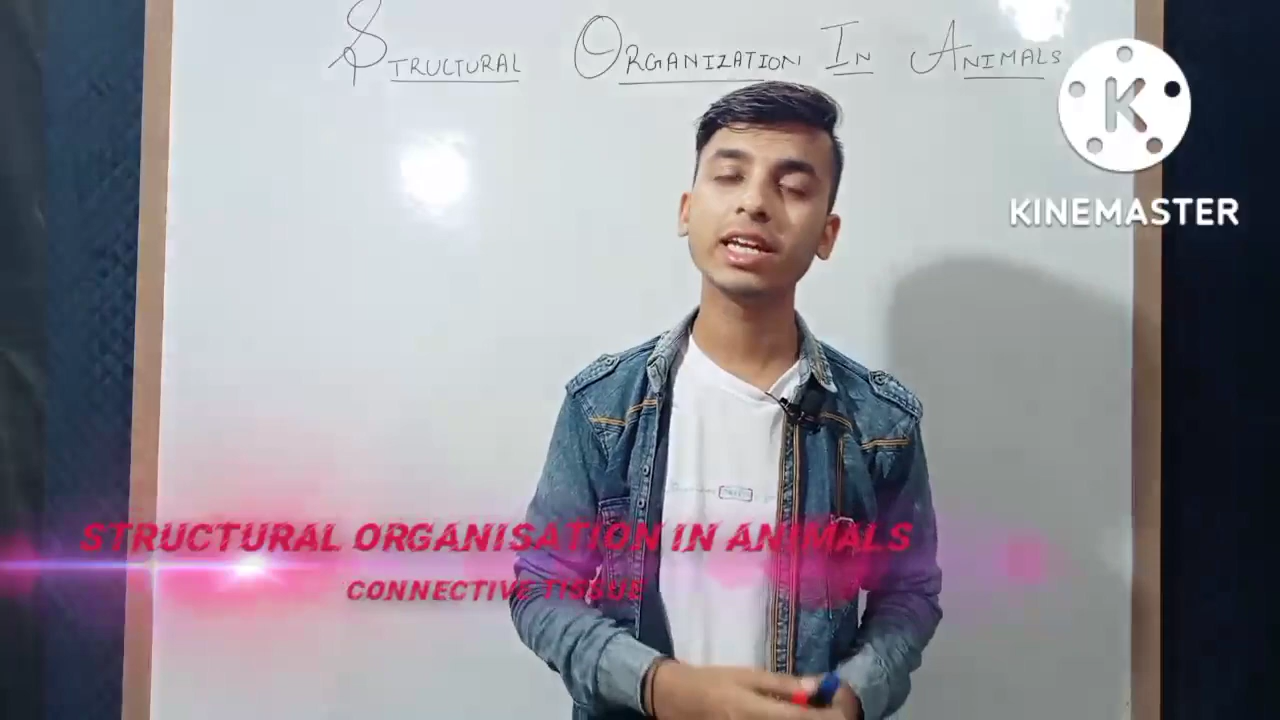 STRUCTURAL ORGANIZATION IN ANIMALS
K
KINEMASTER
STRUCTURAL ORGANISATION IN ANIMALS
CONNECTIVE TISSUE